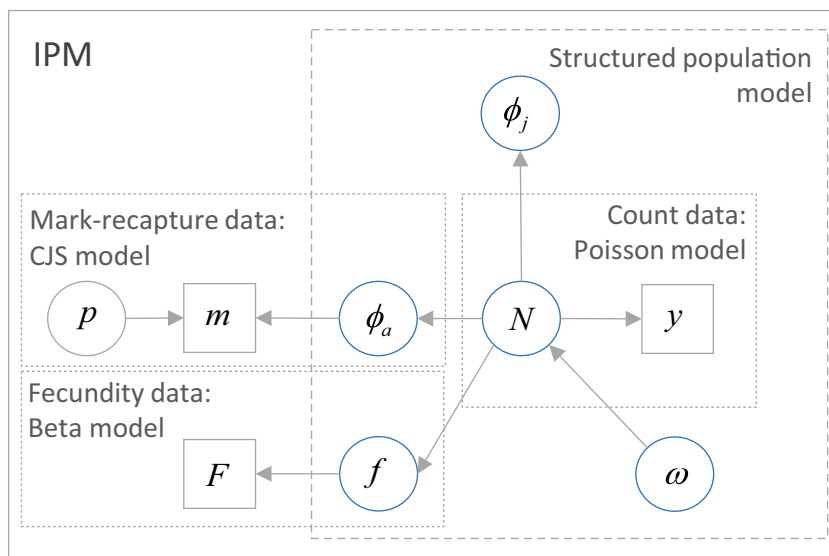 IPM
Structured population
model
ϕj
Mark-recapture data:
CJS model
Count data:
Poisson model
p
m
ϕa
N
y
Fecundity data:
Beta model
F
f
ω